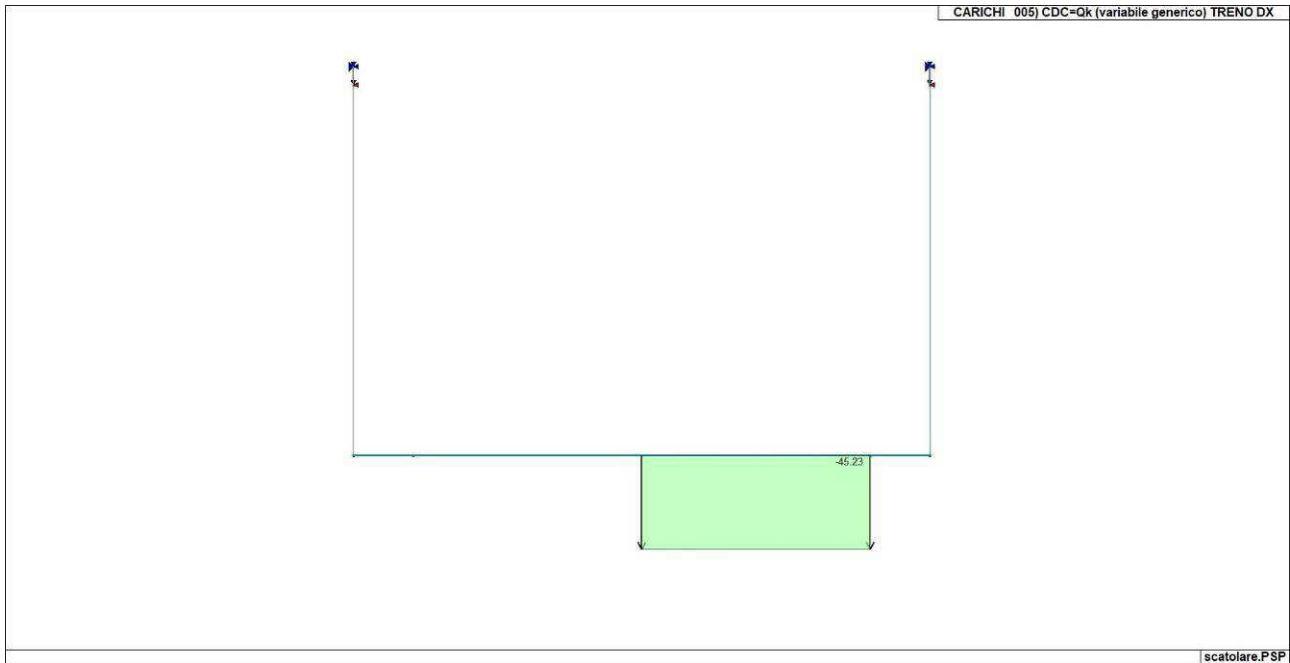 CARICHI 005) CDC=Qk (variabile generico) TRENO DX
-45.23
scatolare.PSP